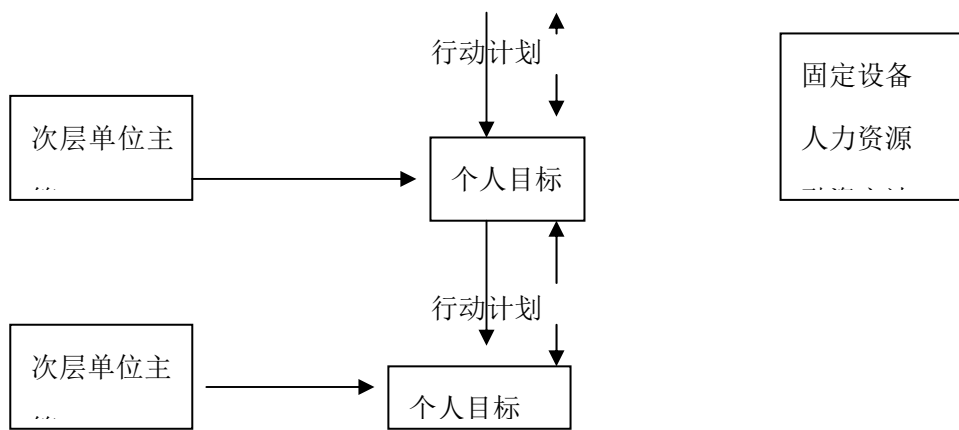 行动计划
固定设备
次层单位主
人力资源
个人目标
行动计划
次层单位主
个人目标